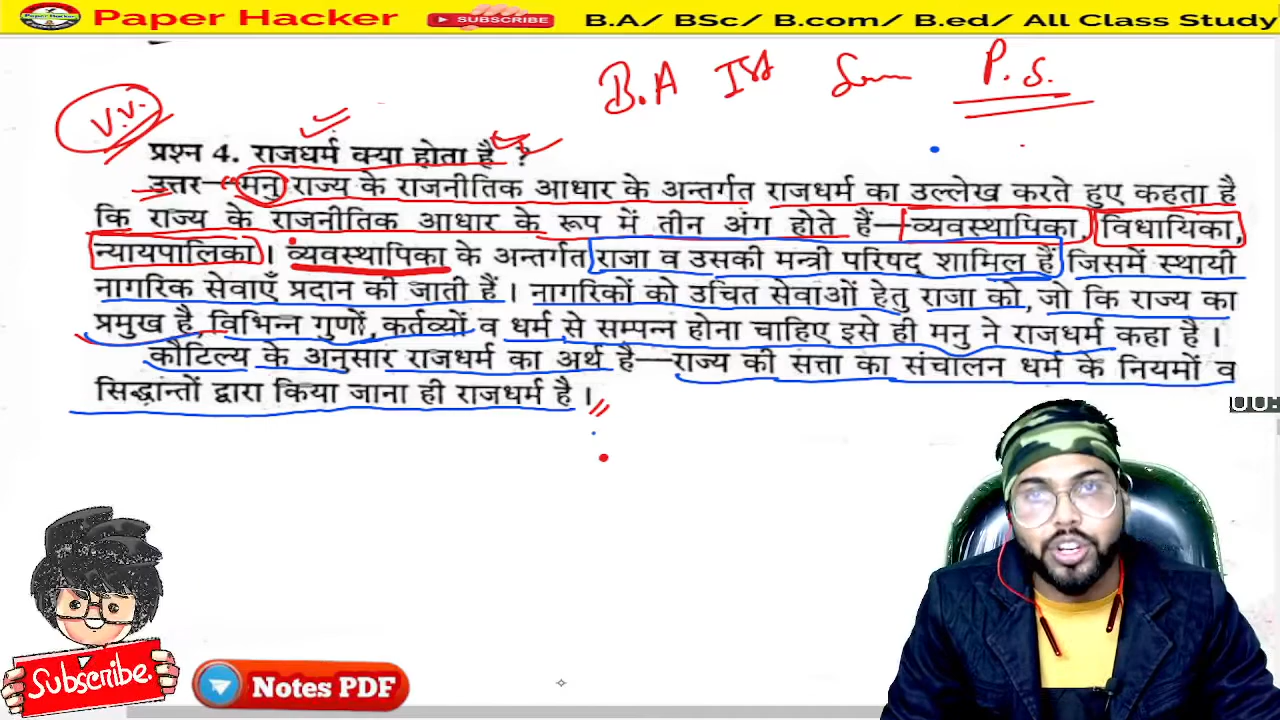 Paper Hacker SUBSCRIBE B.A/ BSc/ B.com/ B.ed/ All Class Study
B.A Ist Sem P.S.
V.V.
प्रश्न 4. राजधर्म क्या होता है ?
उत्तर— मनु राज्य के राजनीतिक आधार के अन्तर्गत राजधर्म का उल्लेख करते हुए कहता है
कि राज्य के राजनीतिक आधार के रूप में तीन अंग होते हैं—व्यवस्थापिका, विधायिका,
न्यायपालिका। व्यवस्थापिका के अन्तर्गत राजा व उसकी मन्त्री परिषद् शामिल हैं जिसमें स्थायी
नागरिक सेवाएँ प्रदान की जाती हैं। नागरिकों को उचित सेवाओं हेतु राजा को, जो कि राज्य का
प्रमुख है, विभिन्न गुणों, कर्तव्यों व धर्म से सम्पन्न होना चाहिए इसे ही मनु ने राजधर्म कहा है।
कौटिल्य के अनुसार राजधर्म का अर्थ है—राज्य की सत्ता का संचालन धर्म के नियमों व
सिद्धांतों द्वारा किया जाना ही राजधर्म है।
Subscribe.
Notes PDF